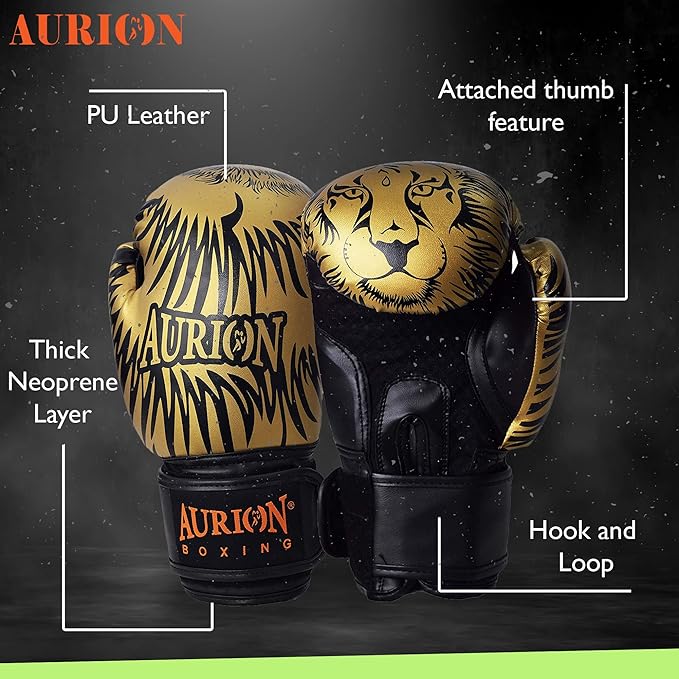 AURION
PU Leather
Attached thumb
feature
AURION
Thick
Neoprene
Layer
AURION®
BOXING
Hook and
Loop